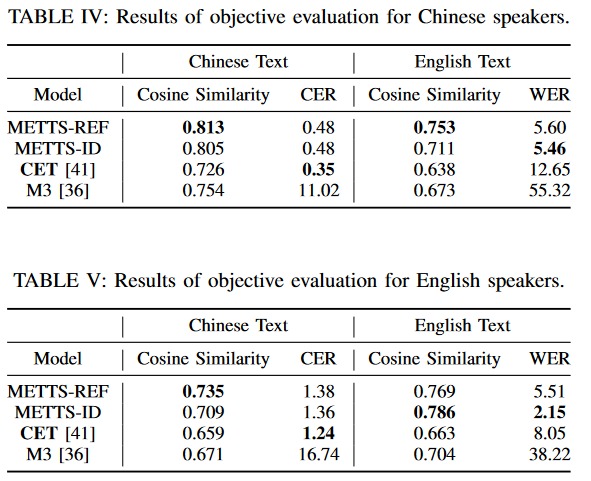 TABLE IV: Results of objective evaluation for Chinese speakers.
Chinese Text English Text
Model Cosine Similarity CER Cosine Similarity WER
METTS-REF 0.813 0.48 0.753 5.60
METTS-ID 0.805 0.48 0.711 5.46
CET [41] 0.726 0.35 0.638 12.65
M3 [36] 0.754 11.02 0.673 55.32
TABLE V: Results of objective evaluation for English speakers.
Chinese Text English Text
Model Cosine Similarity CER Cosine Similarity WER
METTS-REF 0.735 1.38 0.769 5.51
METTS-ID 0.709 1.36 0.786 2.15
CET [41] 0.659 1.24 0.663 8.05
M3 [36] 0.671 16.74 0.704 38.22